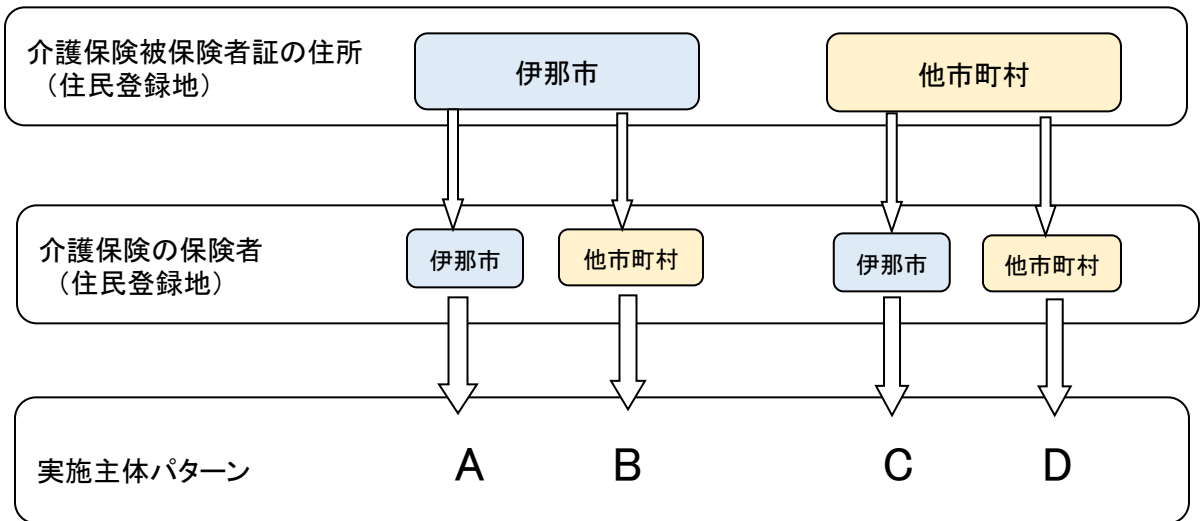 介護保険被保険者証の住所
（住民登録地）
伊那市
他市町村
介護保険の保険者
（住民登録地）
伊那市
他市町村
伊那市
他市町村
実施主体パターン
A
B
C
D